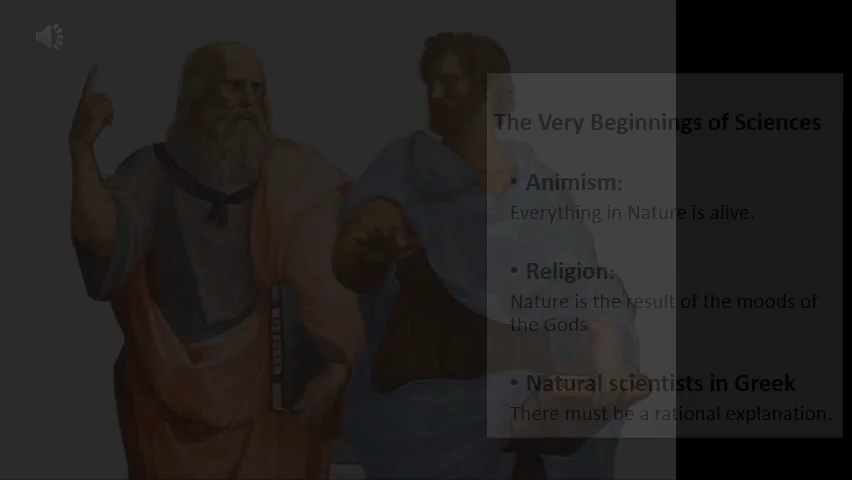 The Very Beginnings of Sciences
• Animism:
Everything in Nature is alive.
• Religion:
Nature is the result of the moods of
the Gods
• Natural scientists in Greek
There must be a rational explanation.